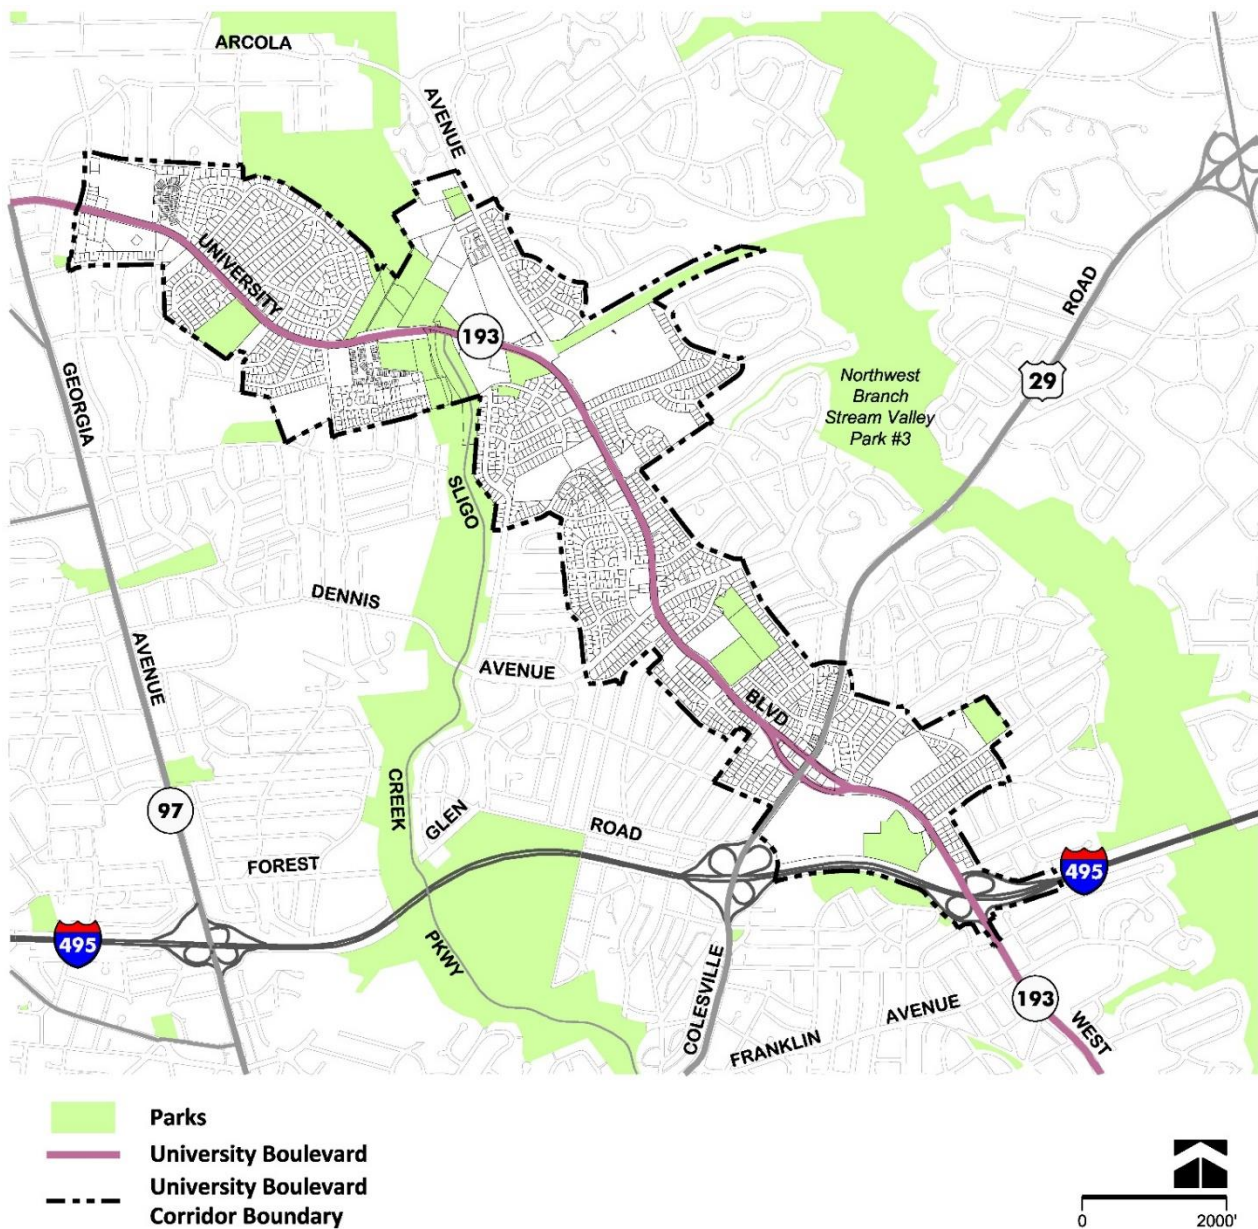 ARCOLA
AVENUE
UNIVERSITY
193
ROAD
29
GEORGIA
Northwest
Branch
Stream Valley
Park #3
SLIGO
DENNIS
AVENUE
AVENUE
BLVD
97
CREEK
GLEN
ROAD
FOREST
495
495
PKWY
COLESVILLE
193
AVENUE
FRANKLIN
WEST
Parks
University Boulevard
University Boulevard
Corridor Boundary
0 2000'